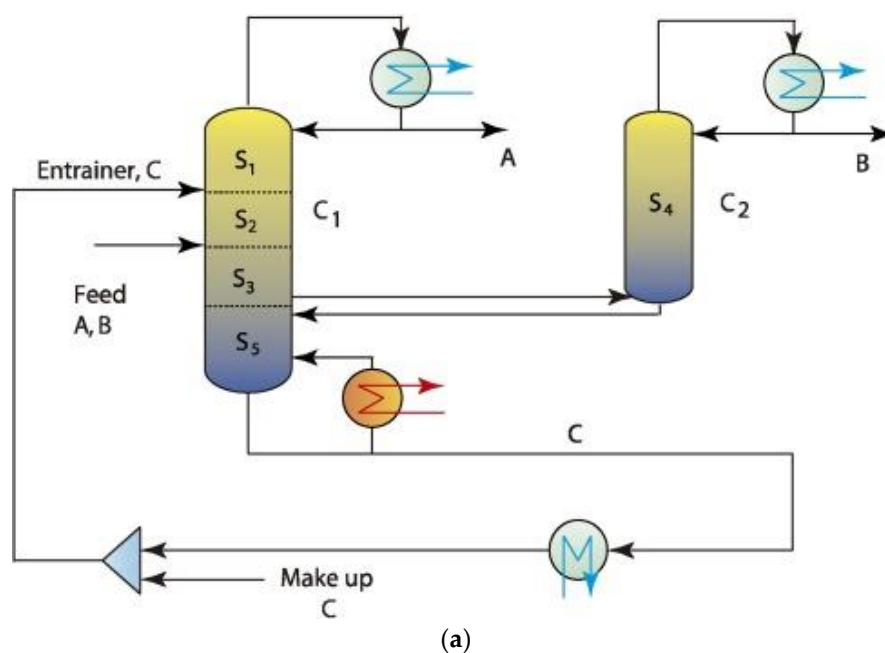 S1
A
Entrainer, C
S2
C1
S4
C2
B
Feed
A, B
S3
S5
C
Make up
C
(a)